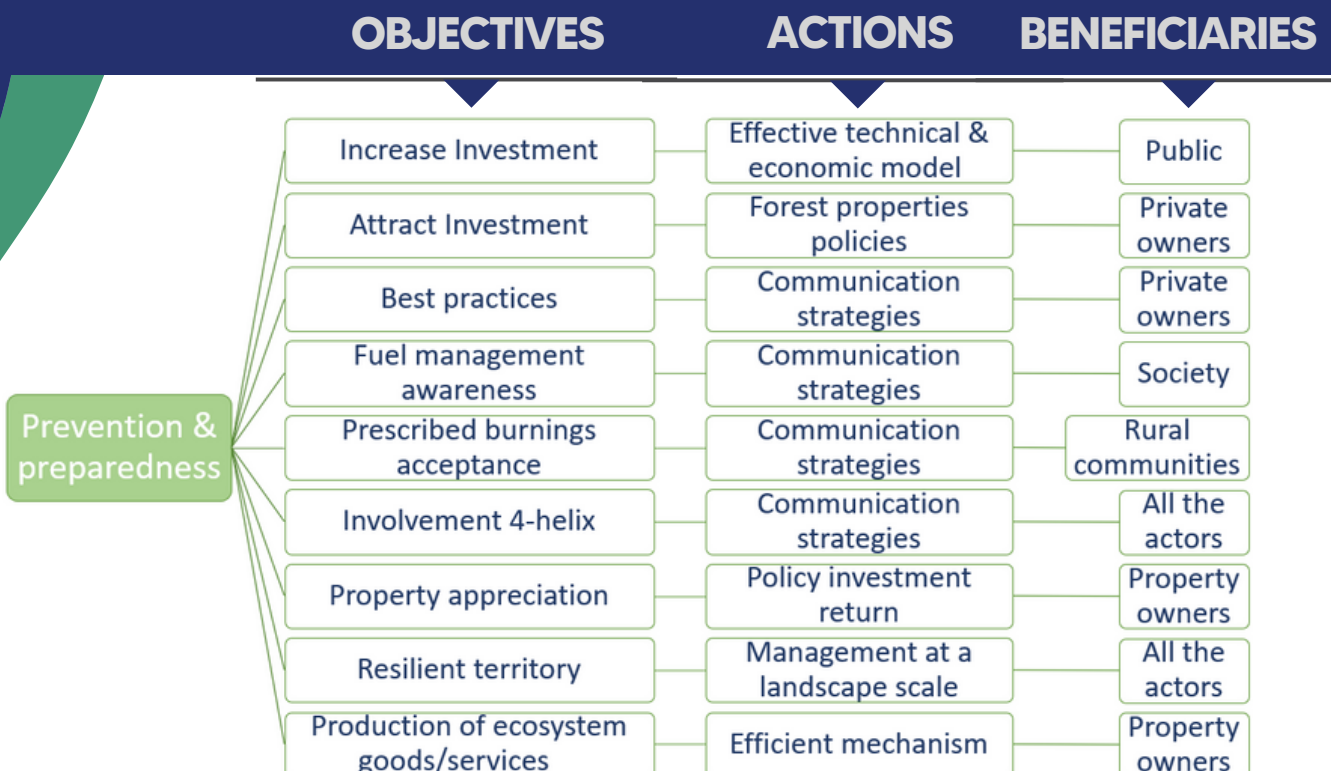 OBJECTIVES ACTIONS BENEFICIARIES
Prevention &
preparedness
Increase Investment
Effective technical &
economic model
Public
Attract Investment
Forest properties
policies
Private
owners
Best practices
Communication
strategies
Private
owners
Fuel management
awareness
Communication
strategies
Society
Prescribed burnings
acceptance
Communication
strategies
Rural
communities
Involvement 4-helix
Communication
strategies
All the
actors
Property appreciation
Policy investment
return
Property
owners
Resilient territory
Management at a
landscape scale
All the
actors
Production of ecosystem
goods/services
Efficient mechanism
Property
owners